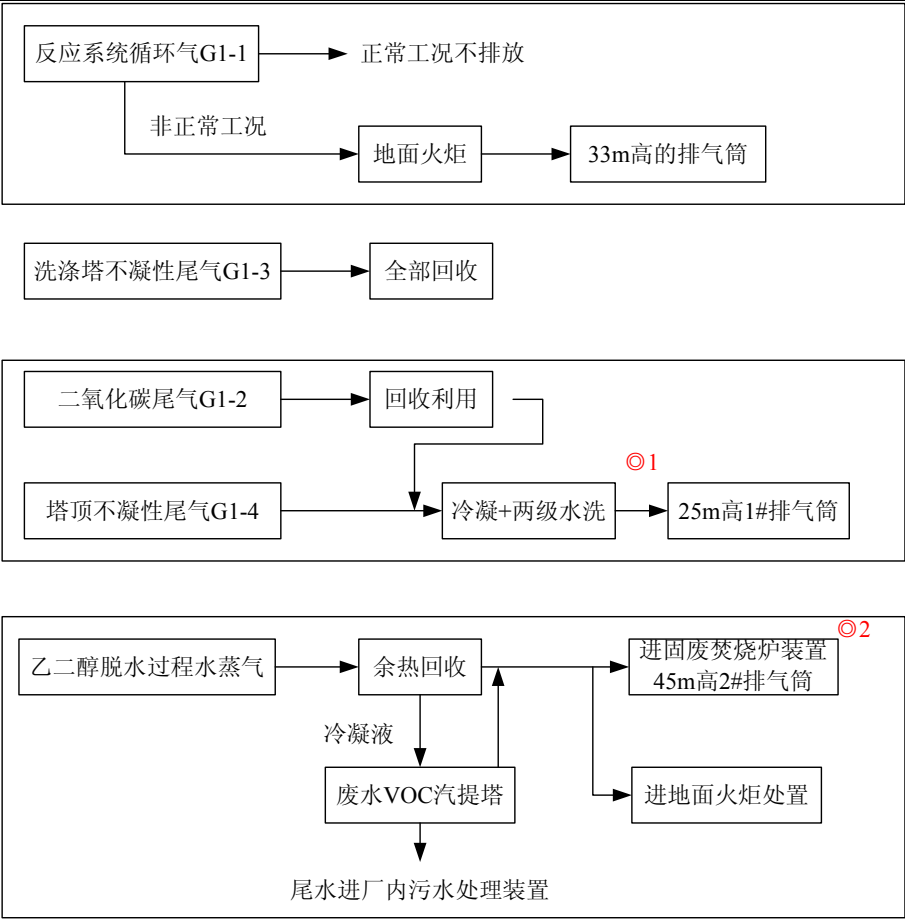 反应系统循环气G1-1
正常工况不排放
非正常工况
地面火炬
33m高的排气筒
洗涤塔不凝性尾气G1-3
全部回收
二氧化碳尾气G1-2
回收利用
◎1
塔顶不凝性尾气G1-4
冷凝+两级水洗
25m高1#排气筒
◎2
乙二醇脱水过程水蒸气
余热回收
进固废焚烧炉装置
45m高2#排气筒
冷凝液
废水VOC汽提塔
进地面火炬处置
尾水进厂内污水处理装置